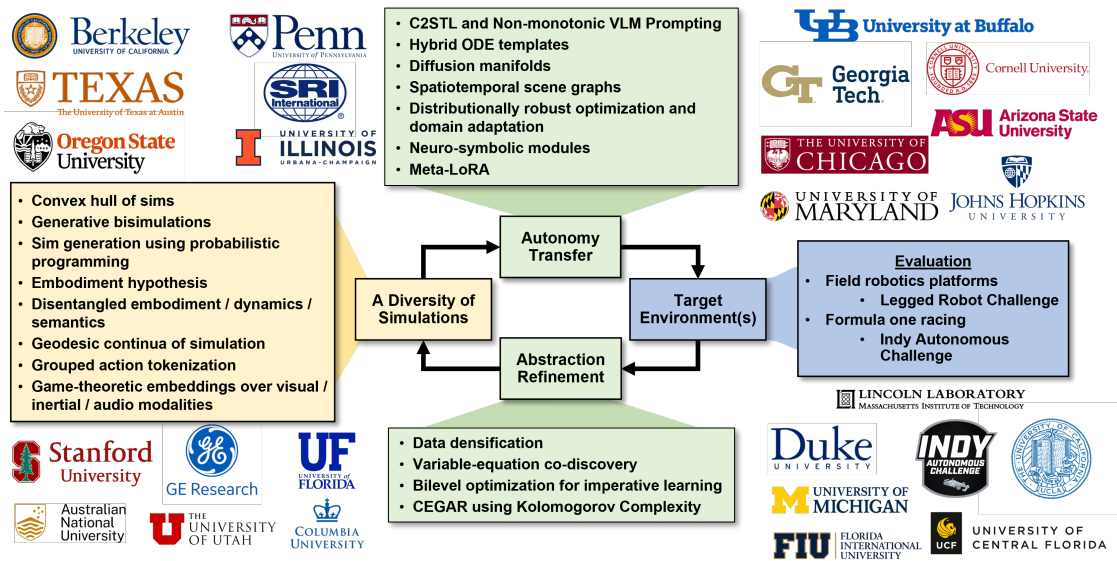 Berkeley
UNIVERSITY OF CALIFORNIA
Penn
UNIVERSITY of PENNSYLVANIA
TEXAS
The University of Texas at Austin
SRI
International
®
Oregon State
University
I
UNIVERSITY OF
ILLINOIS
URBANA-CHAMPAIGN
• C2STL and Non-monotonic VLM Prompting
• Hybrid ODE templates
• Diffusion manifolds
• Spatiotemporal scene graphs
• Distributionally robust optimization and
domain adaptation
• Neuro-symbolic modules
• Meta-LoRA
UB University at Buffalo
GT Georgia
Tech
Cornell University
ASU Arizona State
University
THE UNIVERSITY OF
CHICAGO
UNIVERSITY OF
MARYLAND
JOHNS HOPKINS
UNIVERSITY
• Convex hull of sims
• Generative bisimulations
• Sim generation using probabilistic
programming
• Embodiment hypothesis
• Disentangled embodiment / dynamics /
semantics
• Geodesic continua of simulation
• Grouped action tokenization
• Game-theoretic embeddings over visual /
inertial / audio modalities
Autonomy
Transfer
A Diversity of
Simulations
Target
Environment(s)
Abstraction
Refinement
Evaluation
• Field robotics platforms
• Legged Robot Challenge
• Formula one racing
• Indy Autonomous
Challenge
• Data densification
• Variable-equation co-discovery
• Bilevel optimization for imperative learning
• CEGAR using Kolomogorov Complexity
S Stanford
University
GE
GE Research
UF
UNIVERSITY of
FLORIDA
Australian
National
University
U THE
UNIVERSITY
OF UTAH
COLUMBIA
UNIVERSITY
LINCOLN LABORATORY
MASSACHUSETTS INSTITUTE OF TECHNOLOGY
Duke
UNIVERSITY
INDY
AUTONOMOUS
CHALLENGE
THE UNIVERSITY OF CALIFORNIA
UCLA
M UNIVERSITY OF
MICHIGAN
FIU FLORIDA
INTERNATIONAL
UNIVERSITY
UCF
UNIVERSITY OF
CENTRAL FLORIDA